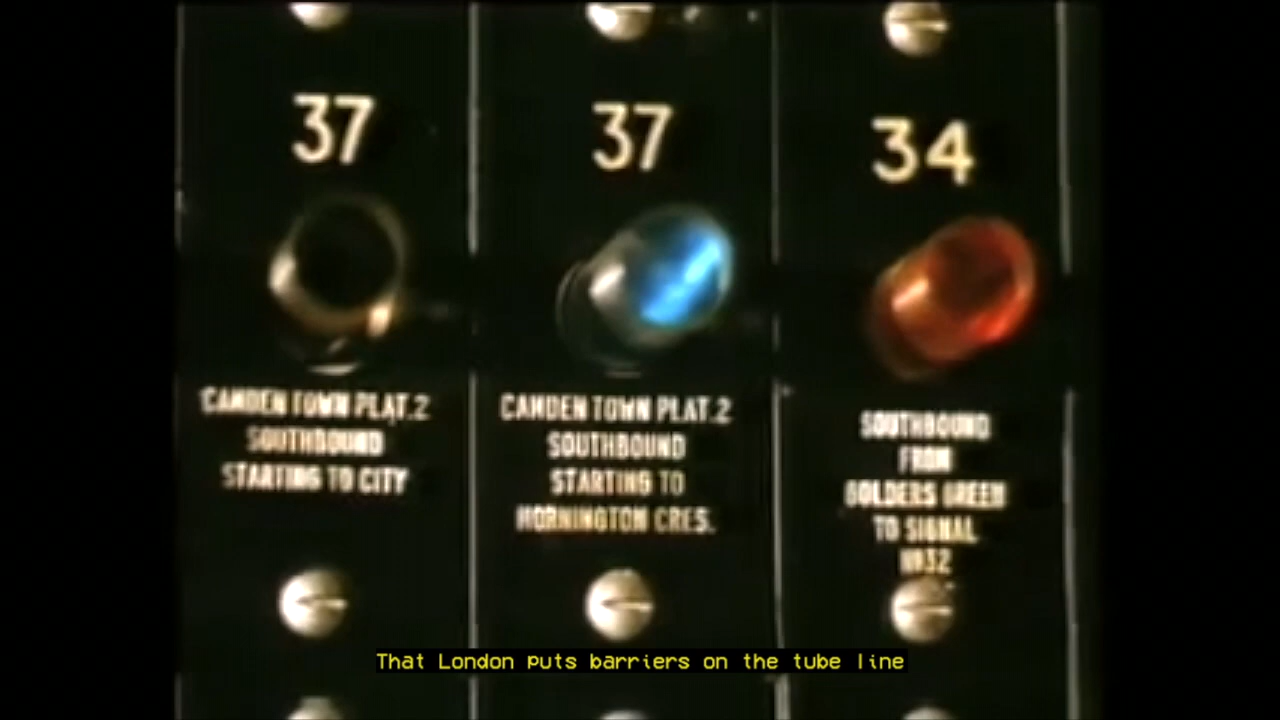 37
CAMDEN TOWN PLAT.2
SOUTHBOUND
STARTING TO CITY
37
CAMDEN TOWN PLAT.2
SOUTHBOUND
STARTING TO
MORNINGTON CRES.
34
SOUTHBOUND
FROM
GOLDERS GREEN
TO SIGNAL
NR32
That London puts barriers on the tube line